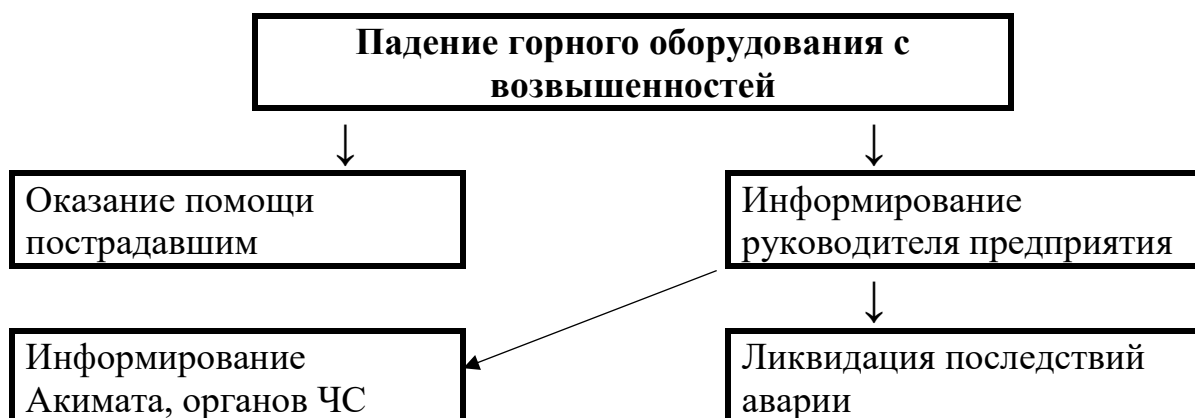 Падение горного оборудования с
возвышенностей
↓ ↓
Оказание помощи
пострадавшим
Информирование
руководителя предприятия
↓
Информирование
Акимата, органов ЧС
Ликвидация последствий
аварии